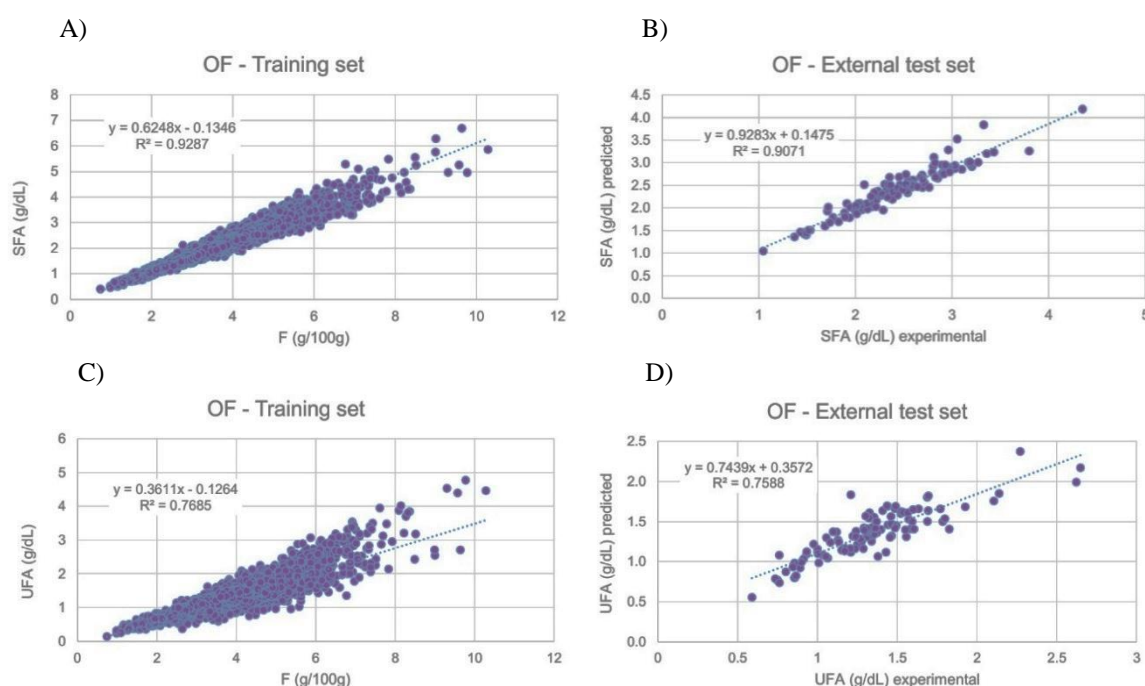 A)
OF - Training set
8
7
6
5
4
3
2
1
0
SFA (g/dL)
y = 0.6248x - 0.1346
R² = 0.9287
0 2 4 6 8 10 12
F (g/100g)
B)
OF - External test set
4.5
4.0
3.5
3.0
2.5
2.0
1.5
1.0
0.5
0.0
SFA (g/dL) predicted
y = 0.9283x + 0.1475
R² = 0.9071
0 1 2 3 4 5
SFA (g/dL) experimental
C)
OF - Training set
6
5
4
3
2
1
0
UFA (g/dL)
y = 0.3611x - 0.1264
R² = 0.7685
0 2 4 6 8 10 12
F (g/100g)
D)
OF - External test set
2.5
2.0
1.5
1.0
0.5
0.0
UFA (g/dL) predicted
y = 0.7439x + 0.3572
R² = 0.7588
0 0.5 1 1.5 2 2.5 3
UFA (g/dL) experimental